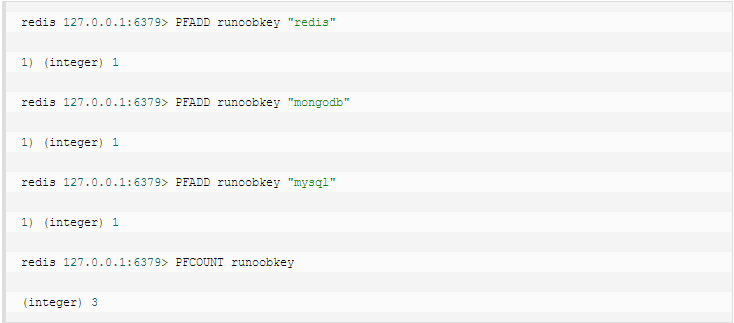 redis 127.0.0.1:6379> PFADD runoobkey "redis"
1) (integer) 1
redis 127.0.0.1:6379> PFADD runoobkey "mongodb"
1) (integer) 1
redis 127.0.0.1:6379> PFADD runoobkey "mysql"
1) (integer) 1
redis 127.0.0.1:6379> PFCOUNT runoobkey
(integer) 3